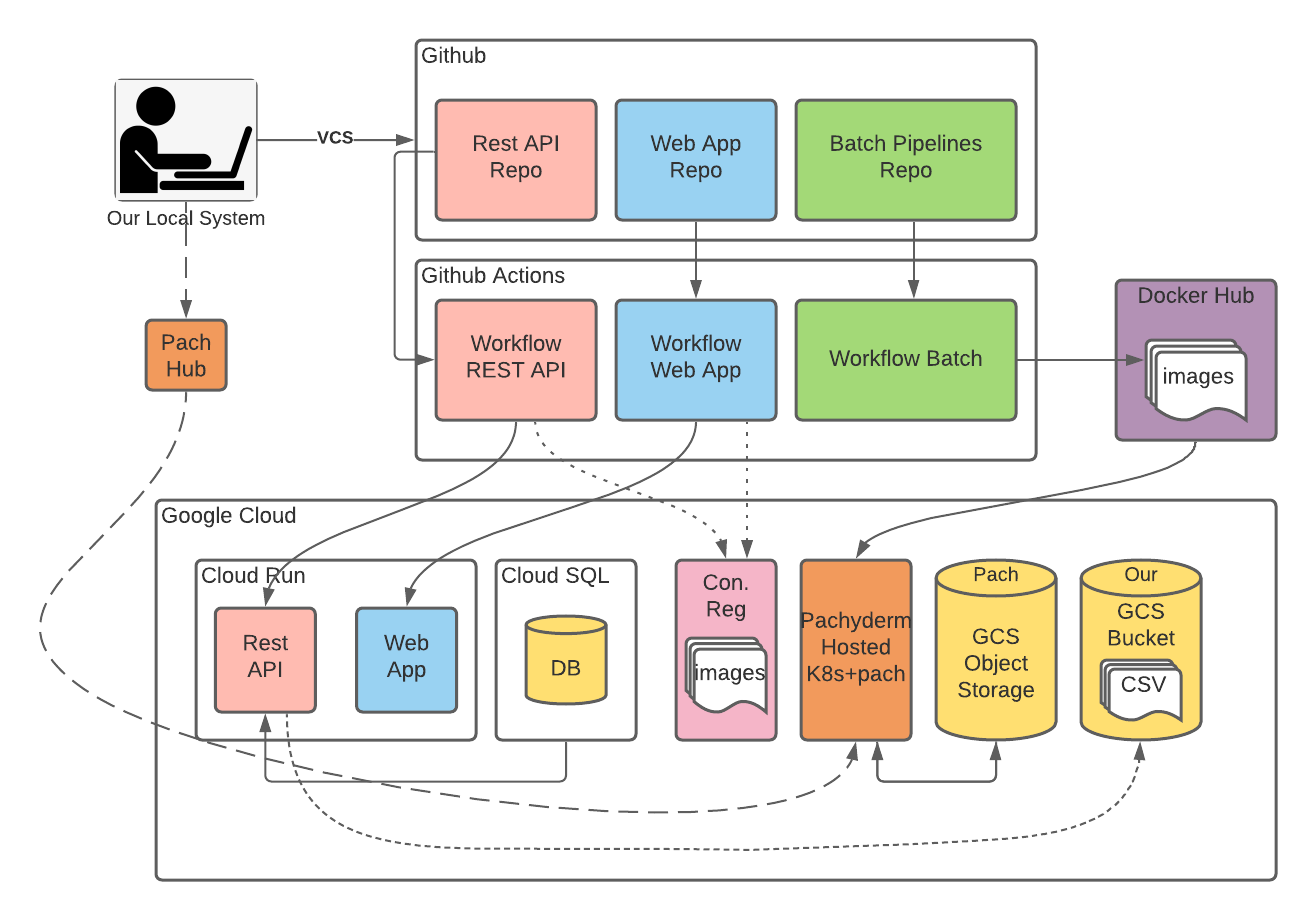 Github
Rest API
Repo
Web App
Repo
Batch Pipelines
Repo
VCS
Our Local System
Github Actions
Workflow
REST API
Workflow
Web App
Workflow Batch
Docker Hub
images
Pach
Hub
Google Cloud
Cloud Run
Rest
API
Web
App
Cloud SQL
DB
Con.
Reg
images
Pachyderm
Hosted
K8s+pach
Pach
GCS
Object
Storage
Our
GCS
Bucket
CSV